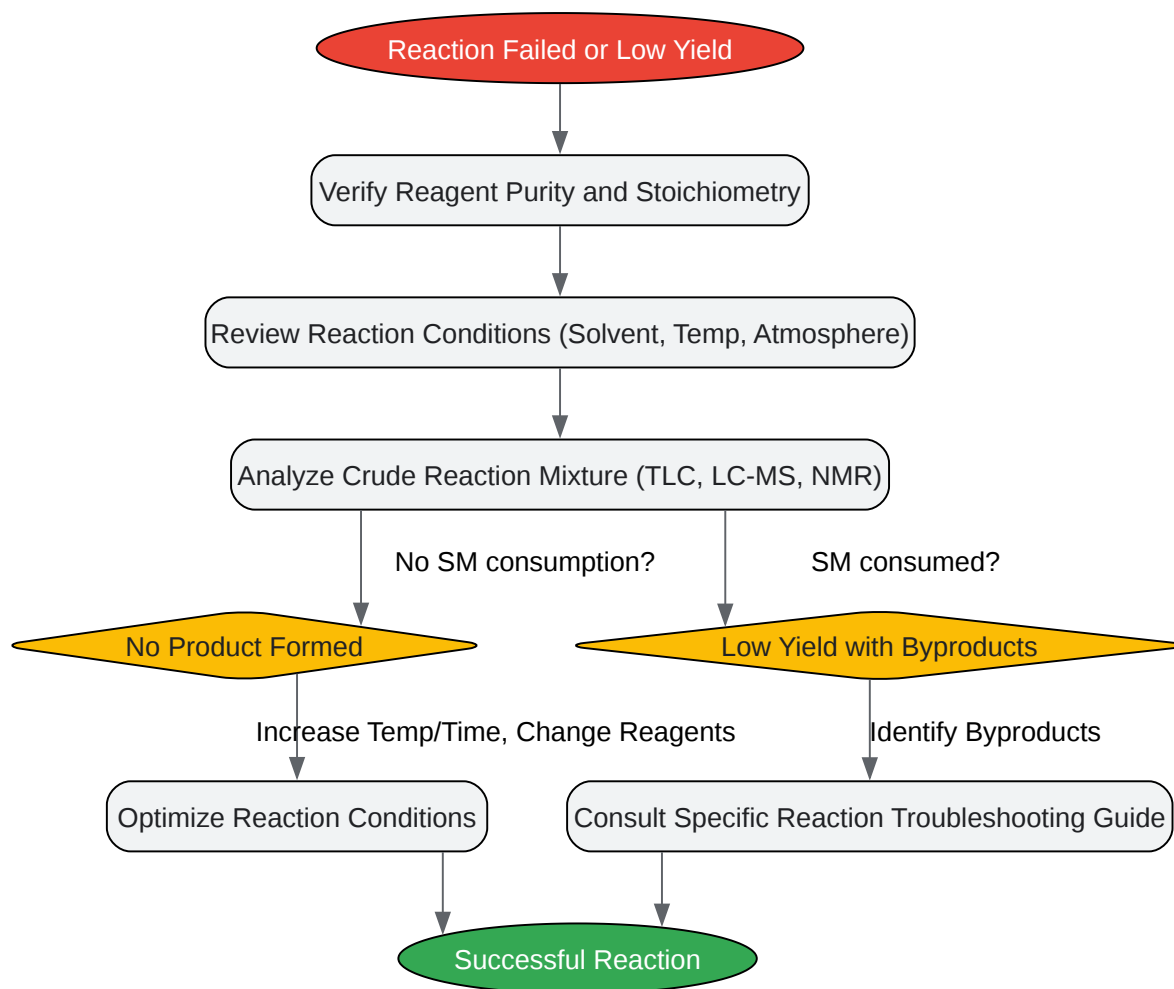 Reaction Failed or Low Yield
Verify Reagent Purity and Stoichiometry
Review Reaction Conditions (Solvent, Temp, Atmosphere)
Analyze Crude Reaction Mixture (TLC, LC-MS, NMR)
No SM consumption?
SM consumed?
No Product Formed
Low Yield with Byproducts
Increase Temp/Time, Change Reagents
Identify Byproducts
Optimize Reaction Conditions
Consult Specific Reaction Troubleshooting Guide
Successful Reaction